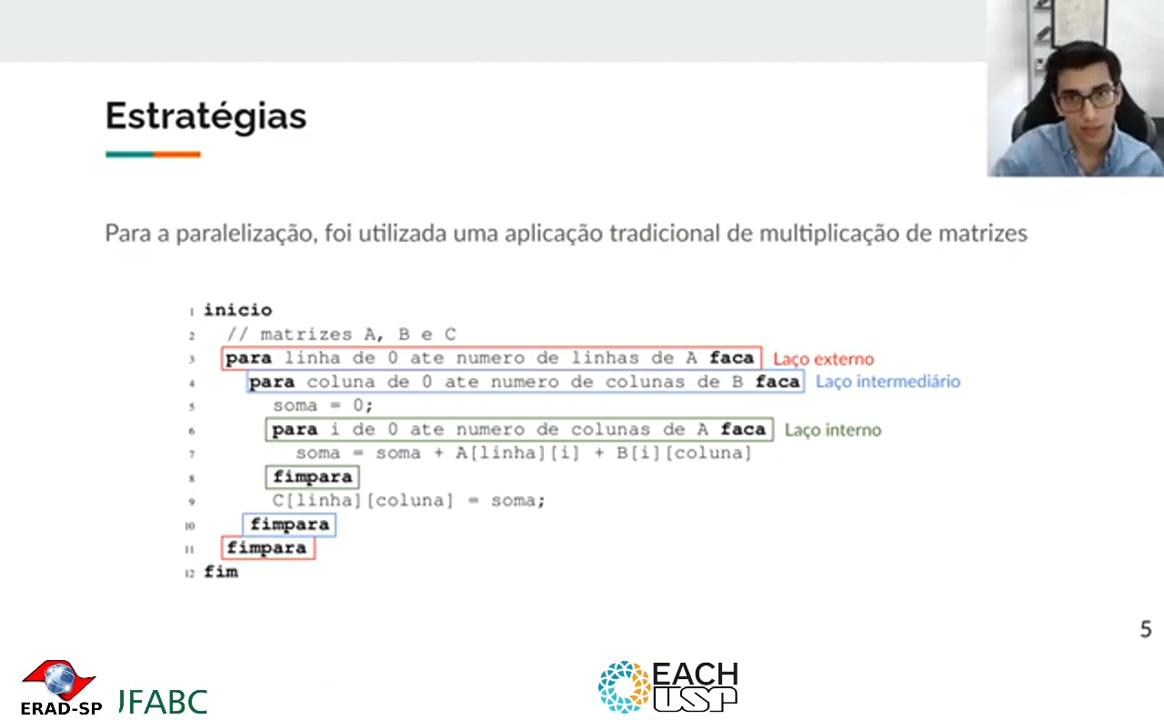 Estratégias
Para a paralelização, foi utilizada uma aplicação tradicional de multiplicação de matrizes
1 inicio
2 // matrizes A, B e C
3 para linha de 0 ate numero de linhas de A faca Laço externo
4 para coluna de 0 ate numero de colunas de B faca Laço intermediário
5 soma = 0;
6 para i de 0 ate numero de colunas de A faca Laço interno
7 soma = soma + A[linha][i] + B[i][coluna]
8 fimpara
9 C[linha][coluna] = soma;
10 fimpara
11 fimpara
12 fim
5
ERAD-SP JFABC EACH
USP